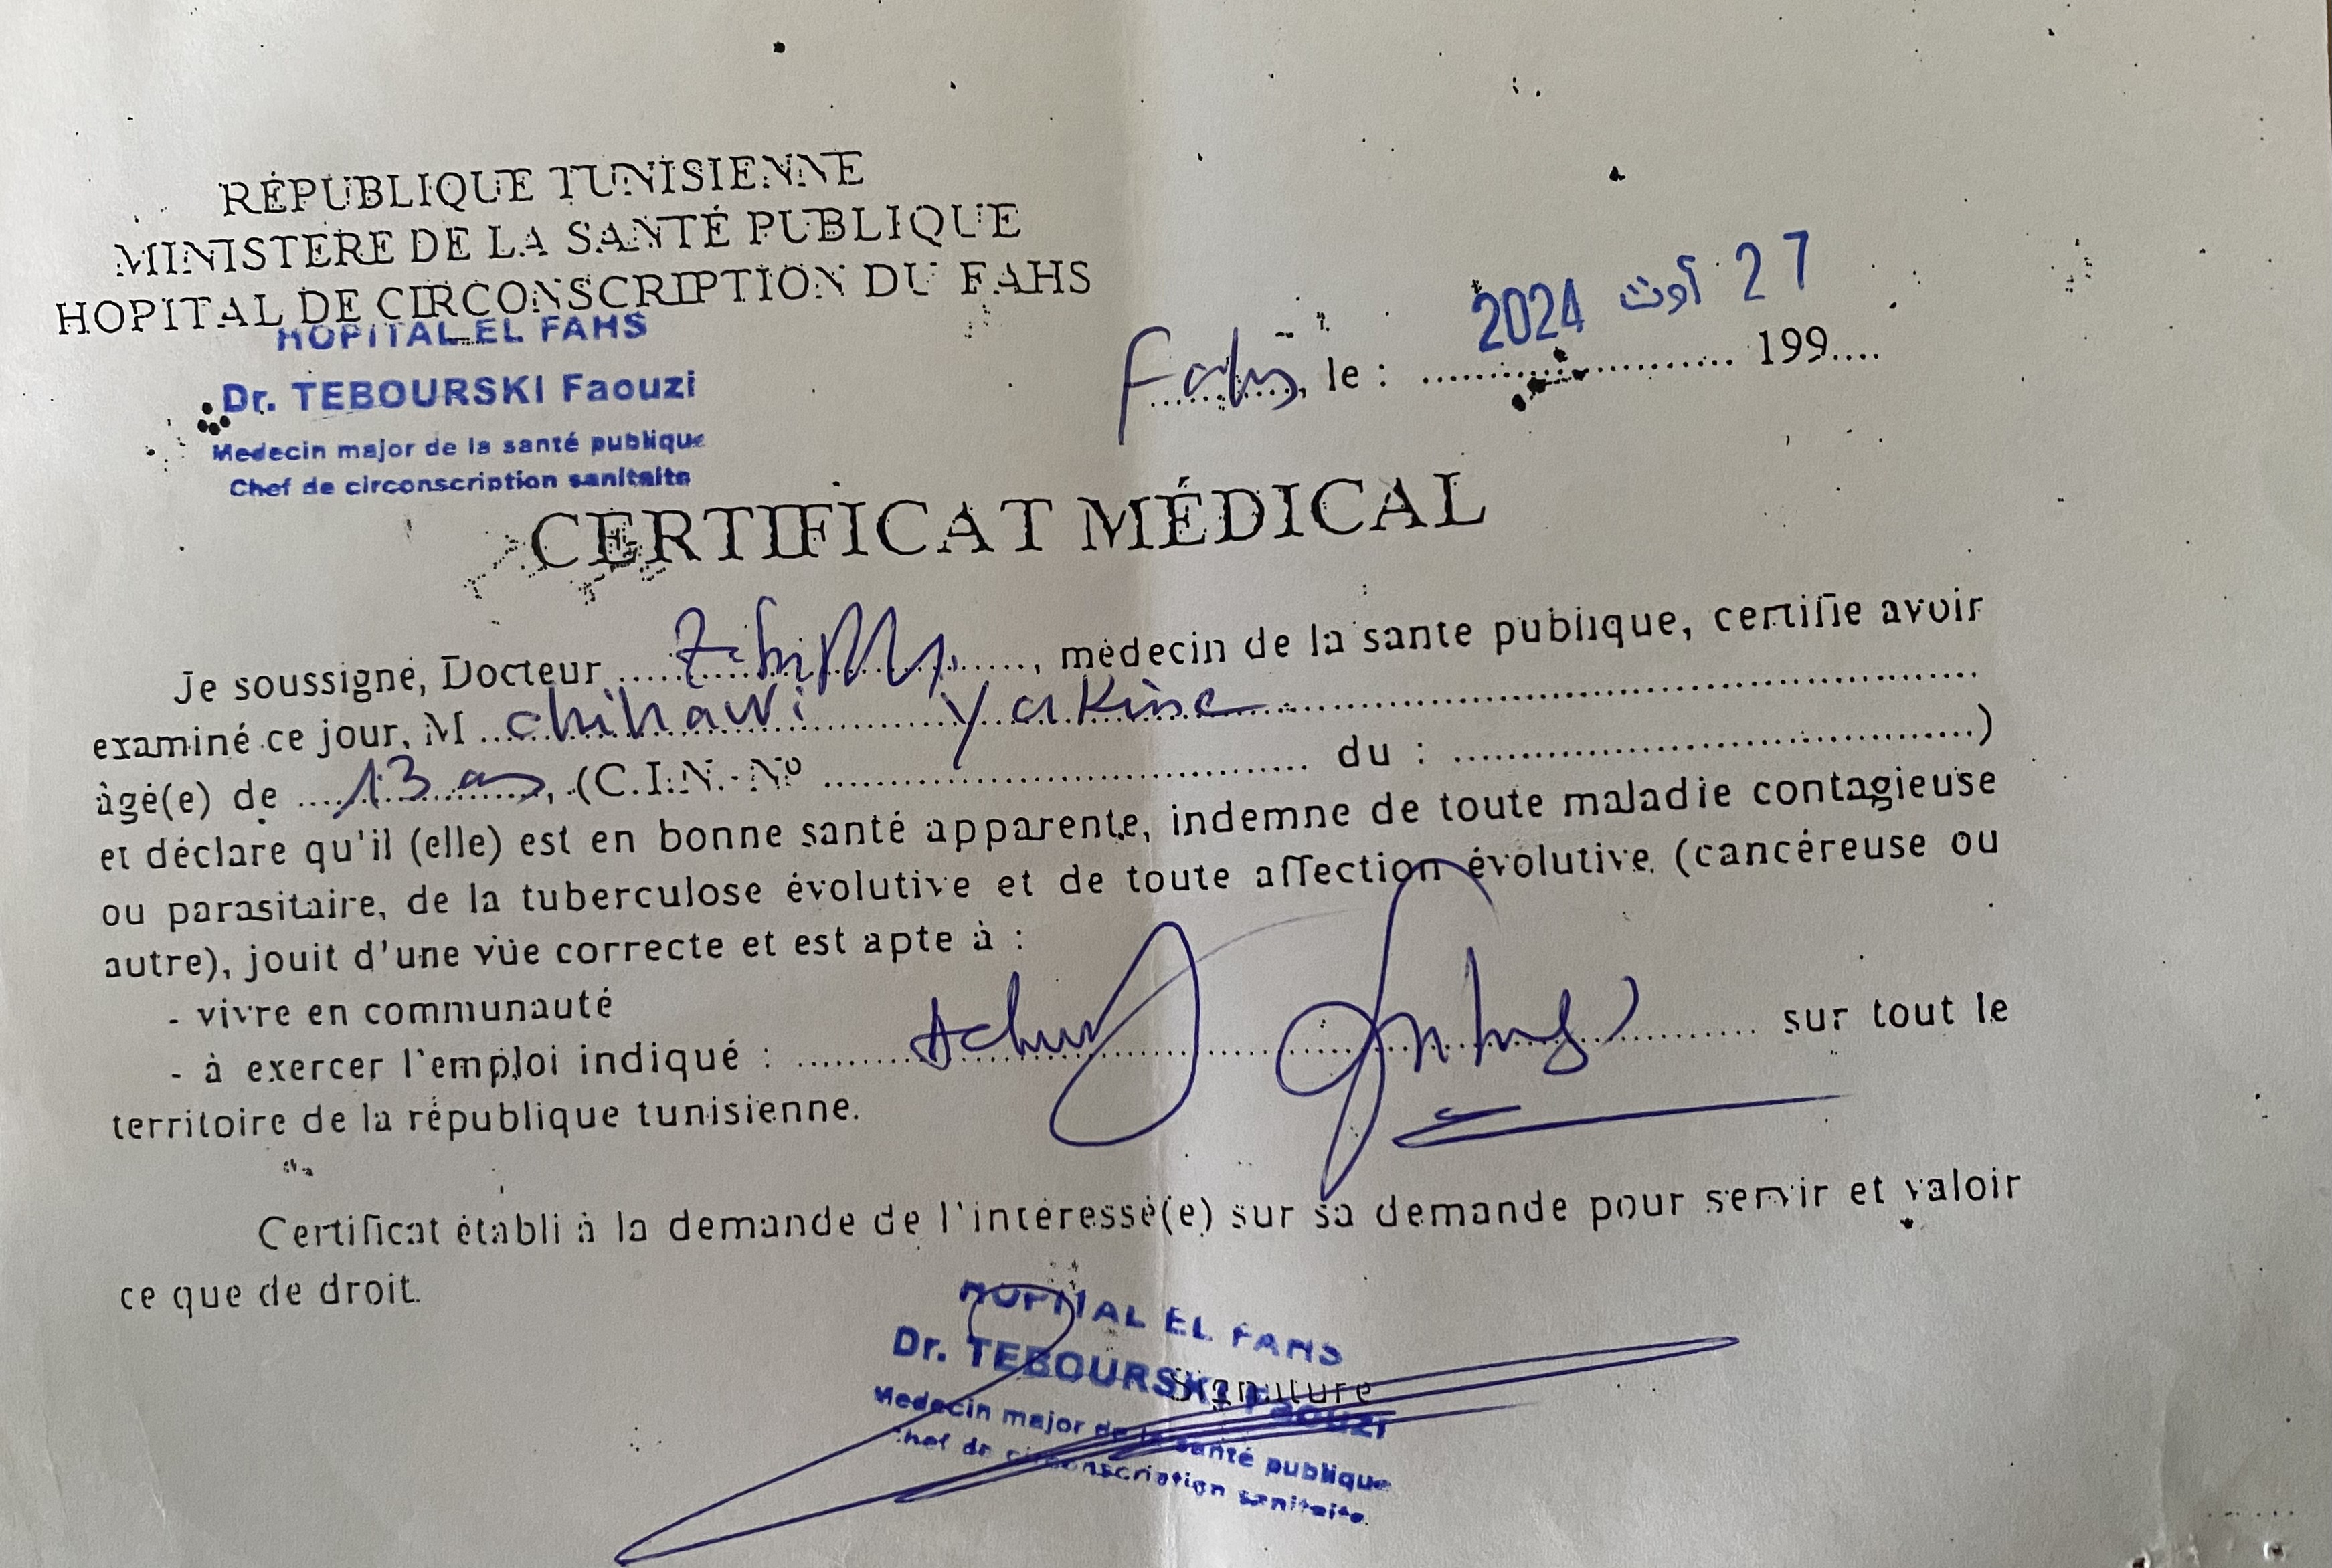 RÉPUBLIQUE TUNISIENNE
MINISTERE DE LA SANTÉ PUBLIQUE
HOPITAL DE CIRCONSCRIPTION DU FAHS
HOPITAL EL FAHS
Dr. TEBOURSKI Faouzi
Medecin major de la santé publique
Chef de circonscription sanitaite
27 أوت 2024
Fahs, le : .............................. 199....
CERTIFICAT MÉDICAL
Je soussigné, Docteur ...................., médecin de la sante publique, certifie avoir
examiné ce jour, M chihawi yakine
àgé(e) de 13 ans, (C.I.N.-Nº .............................. du : ..............................)
et déclare qu'il (elle) est en bonne santé apparente, indemne de toute maladie contagieuse
ou parasitaire, de la tuberculose évolutive et de toute affection évolutive (cancéreuse ou
autre), jouit d'une vüe correcte et est apte à :
- vivre en communauté
- à exercer l'emploi indiqué : .............................. sur tout le
territoire de la république tunisienne.
Certificat établi à la demande de l'intéressé(e) sur sa demande pour servir et valoir
ce que de droit.
HOPITAL EL FAHS
Dr. TEBOURSKI Faouzi
Signature
Medecin major de la santé publique
Chef de circonscription sanitaite